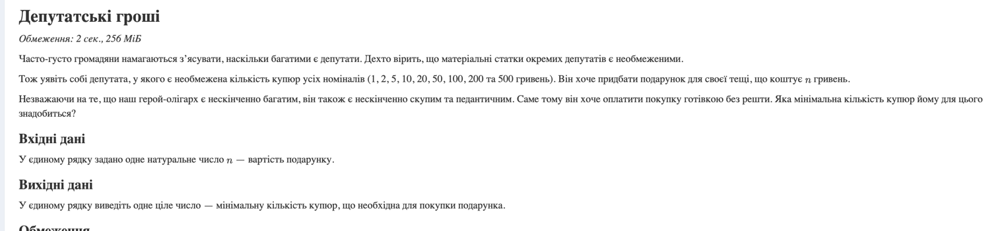 Депутатські гроші
Обмеження: 2 сек., 256 МіБ
Часто-густо громадяни намагаються з’ясувати, наскільки багатими є депутати. Дехто вірить, що матеріальні статки окремих депутатів є необмеженими.
Тож уявіть собі депутата, у якого є необмежена кількість купюр усіх номіналів (1, 2, 5, 10, 20, 50, 100, 200 та 500 гривень). Він хоче придбати подарунок для своєї тещі, що коштує n гривень.
Незважаючи на те, що наш герой-олігарх є нескінченно багатим, він також є нескінченно скупим та педантичним. Саме тому він хоче оплатити покупку готівкою без решти. Яка мінімальна кількість купюр йому для цього
знадобиться?
Вхідні дані
У єдиному рядку задано одне натуральне число n — вартість подарунку.
Вихідні дані
У єдиному рядку виведіть одне ціле число — мінімальну кількість купюр, що необхідна для покупки подарунка.
Обмеження